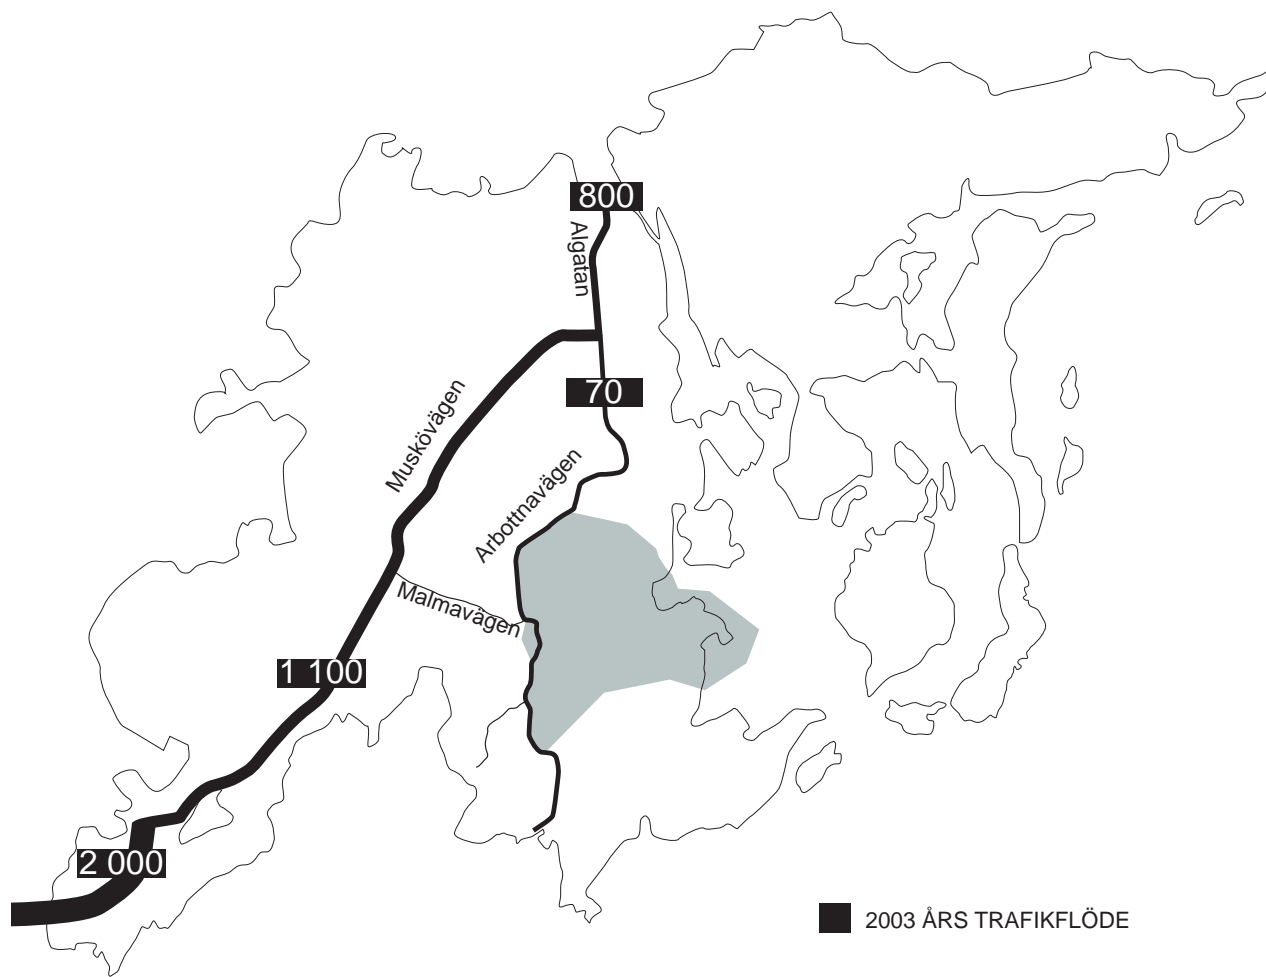 800
Algatan
70
Muskövägen
Arbottnavägen
Malmavägen
1 100
2 000
2003 ÅRS TRAFIKFLÖDE